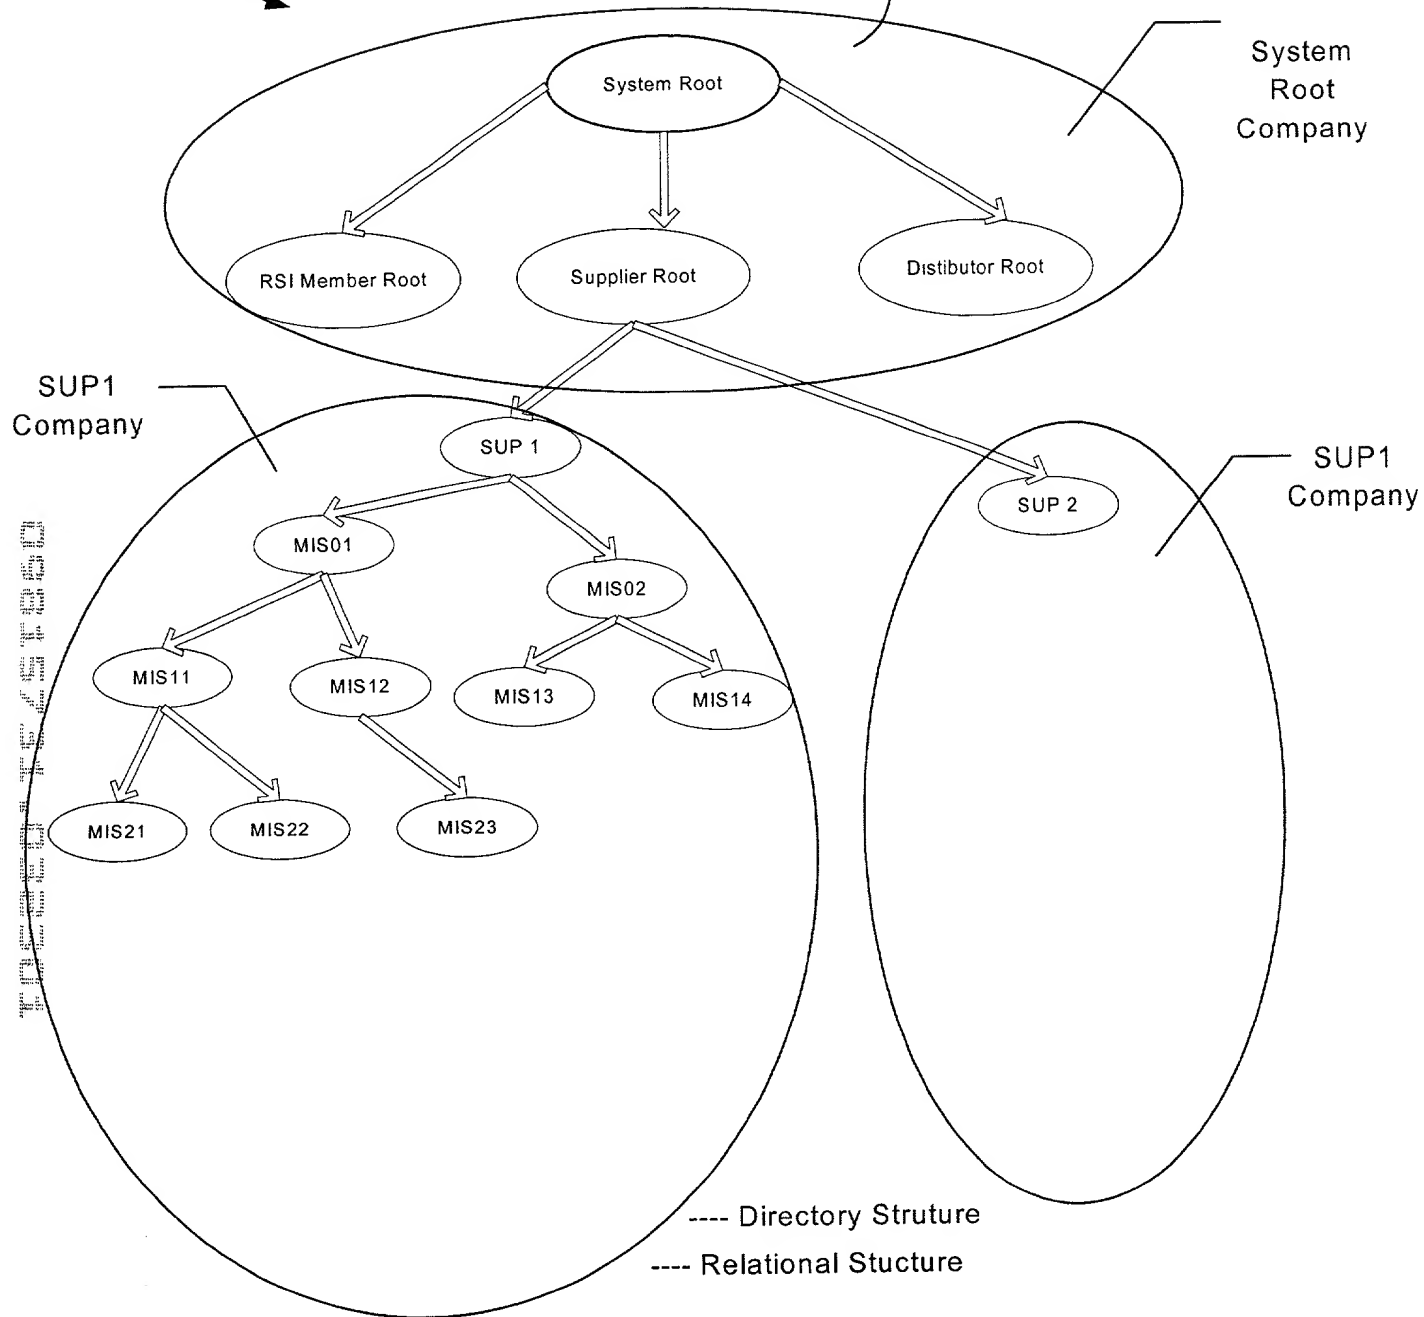 System Root
System
Root
Company
RSI Member Root
Supplier Root
Distibutor Root
SUP1
Company
SUP 1
SUP1
Company
SUP 2
MIS01
MIS02
MIS11
MIS12
MIS13
MIS14
MIS21
MIS22
MIS23
---- Directory Struture
---- Relational Stucture